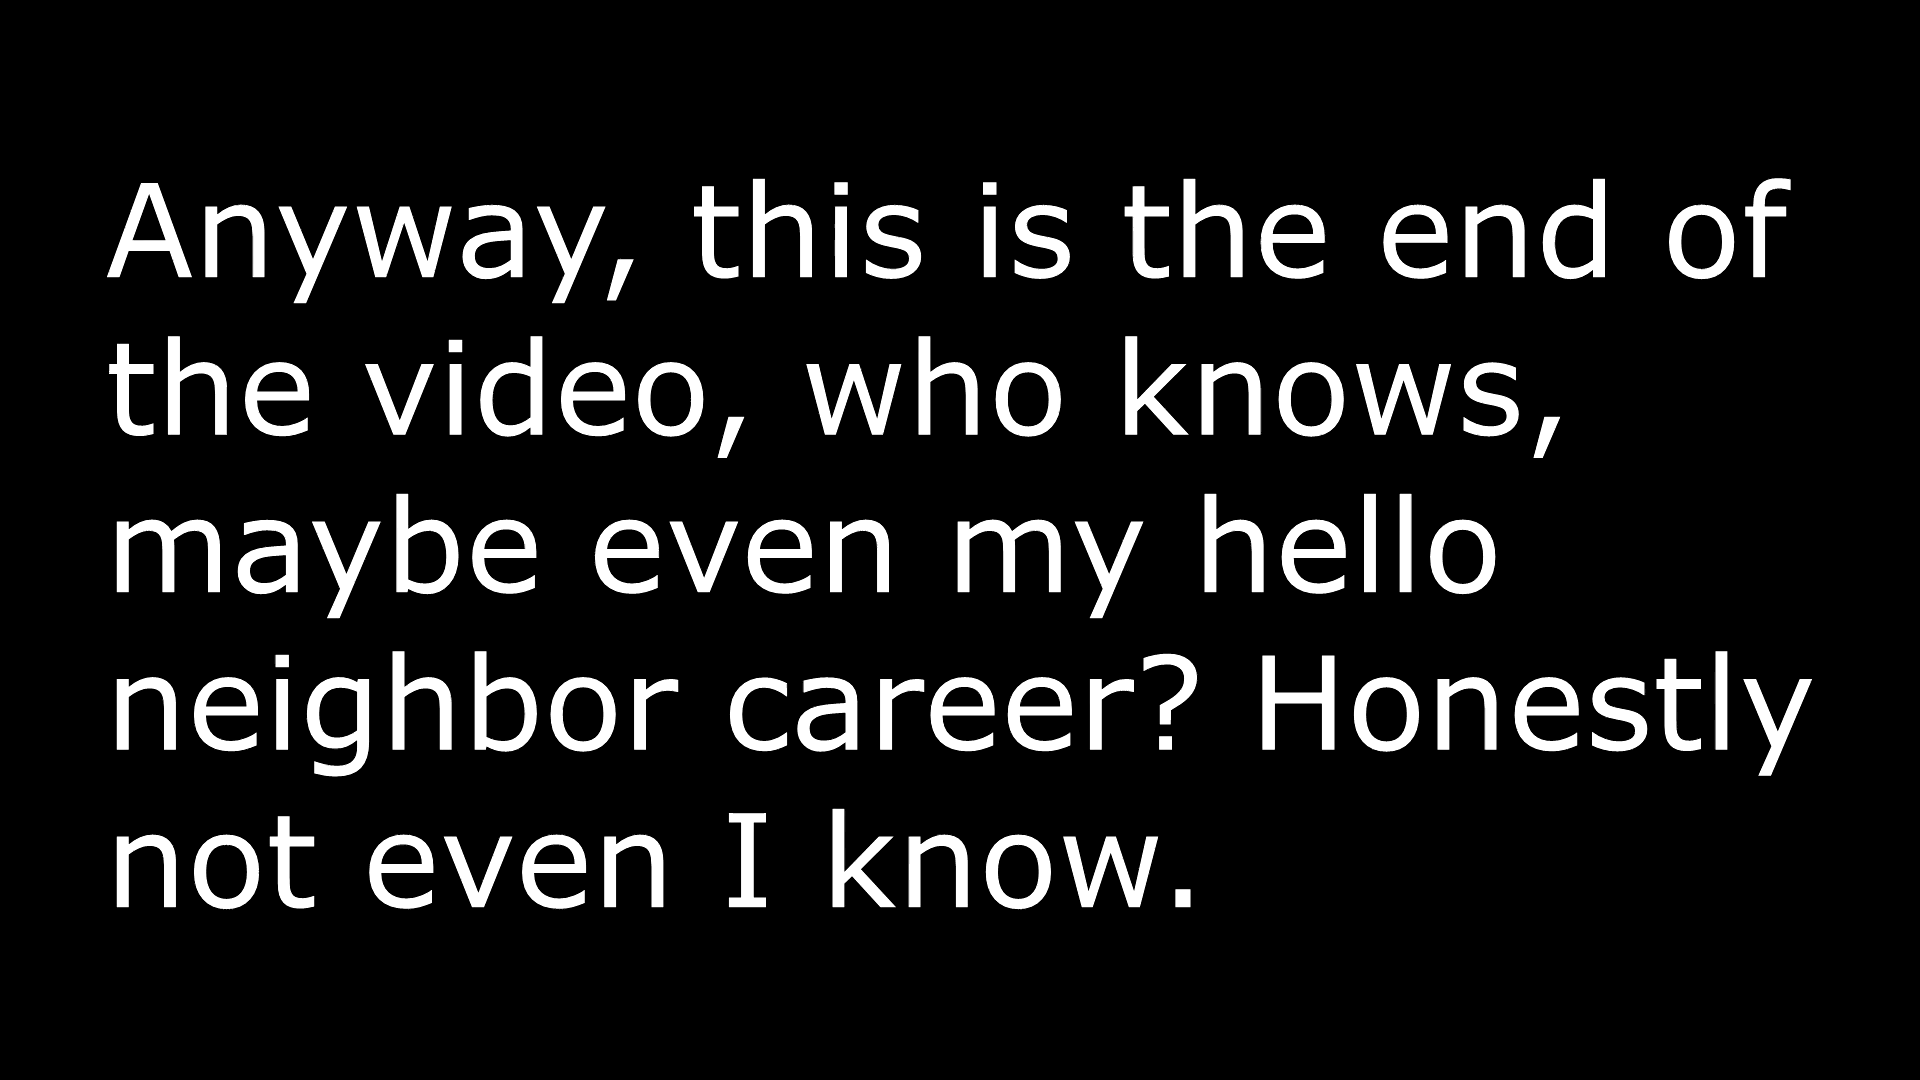 Anyway, this is the end of
the video, who knows,
maybe even my hello
neighbor career? Honestly
not even I know.